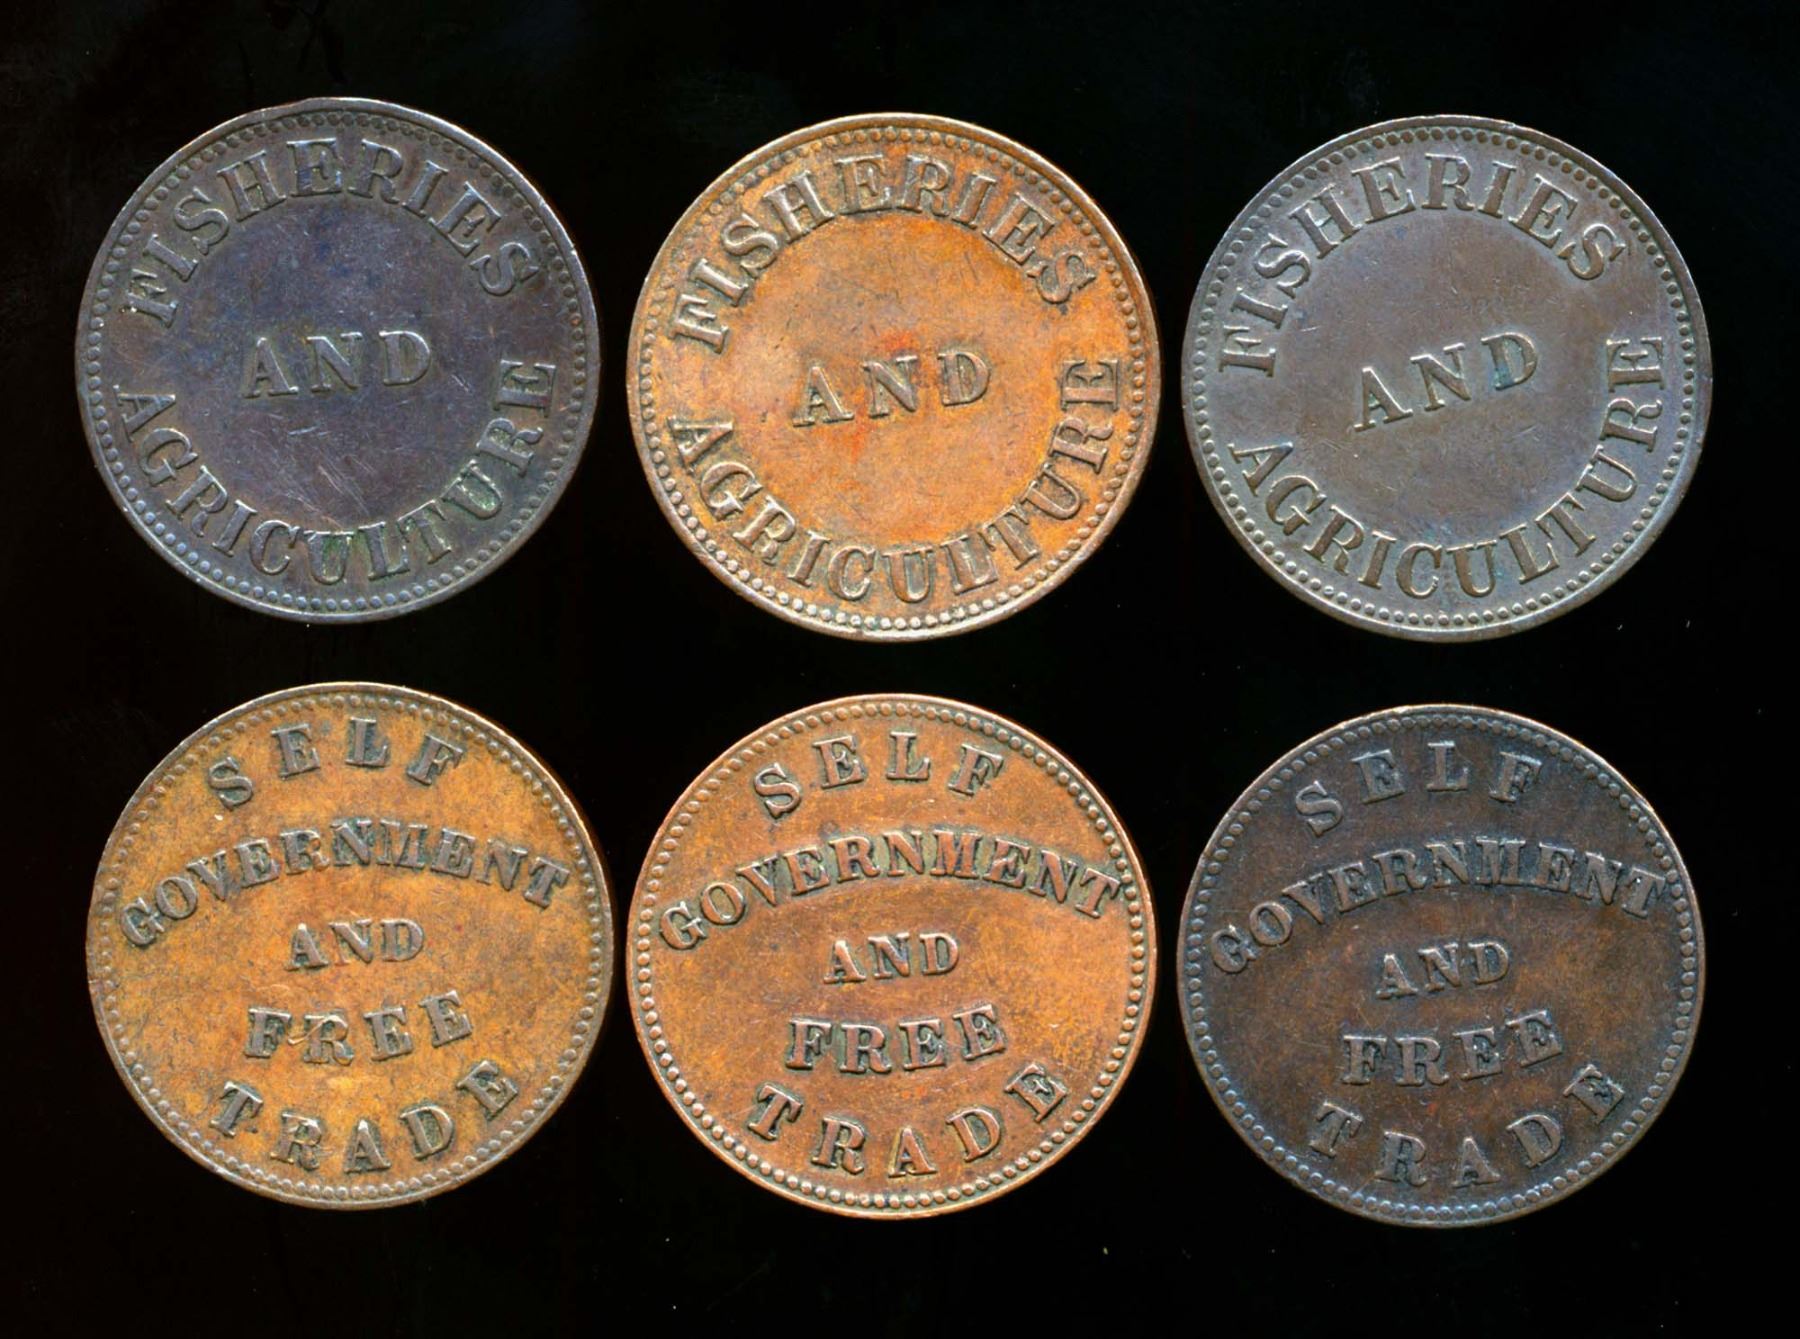 FISHERIES
AND
AGRICULTURE
FISHERIES
AND
AGRICULTURE
FISHERIES
AND
AGRICULTURE
SELF
GOVERNMENT
AND
FREE
TRADE
SELF
GOVERNMENT
AND
FREE
TRADE
SELF
GOVERNMENT
AND
FREE
TRADE